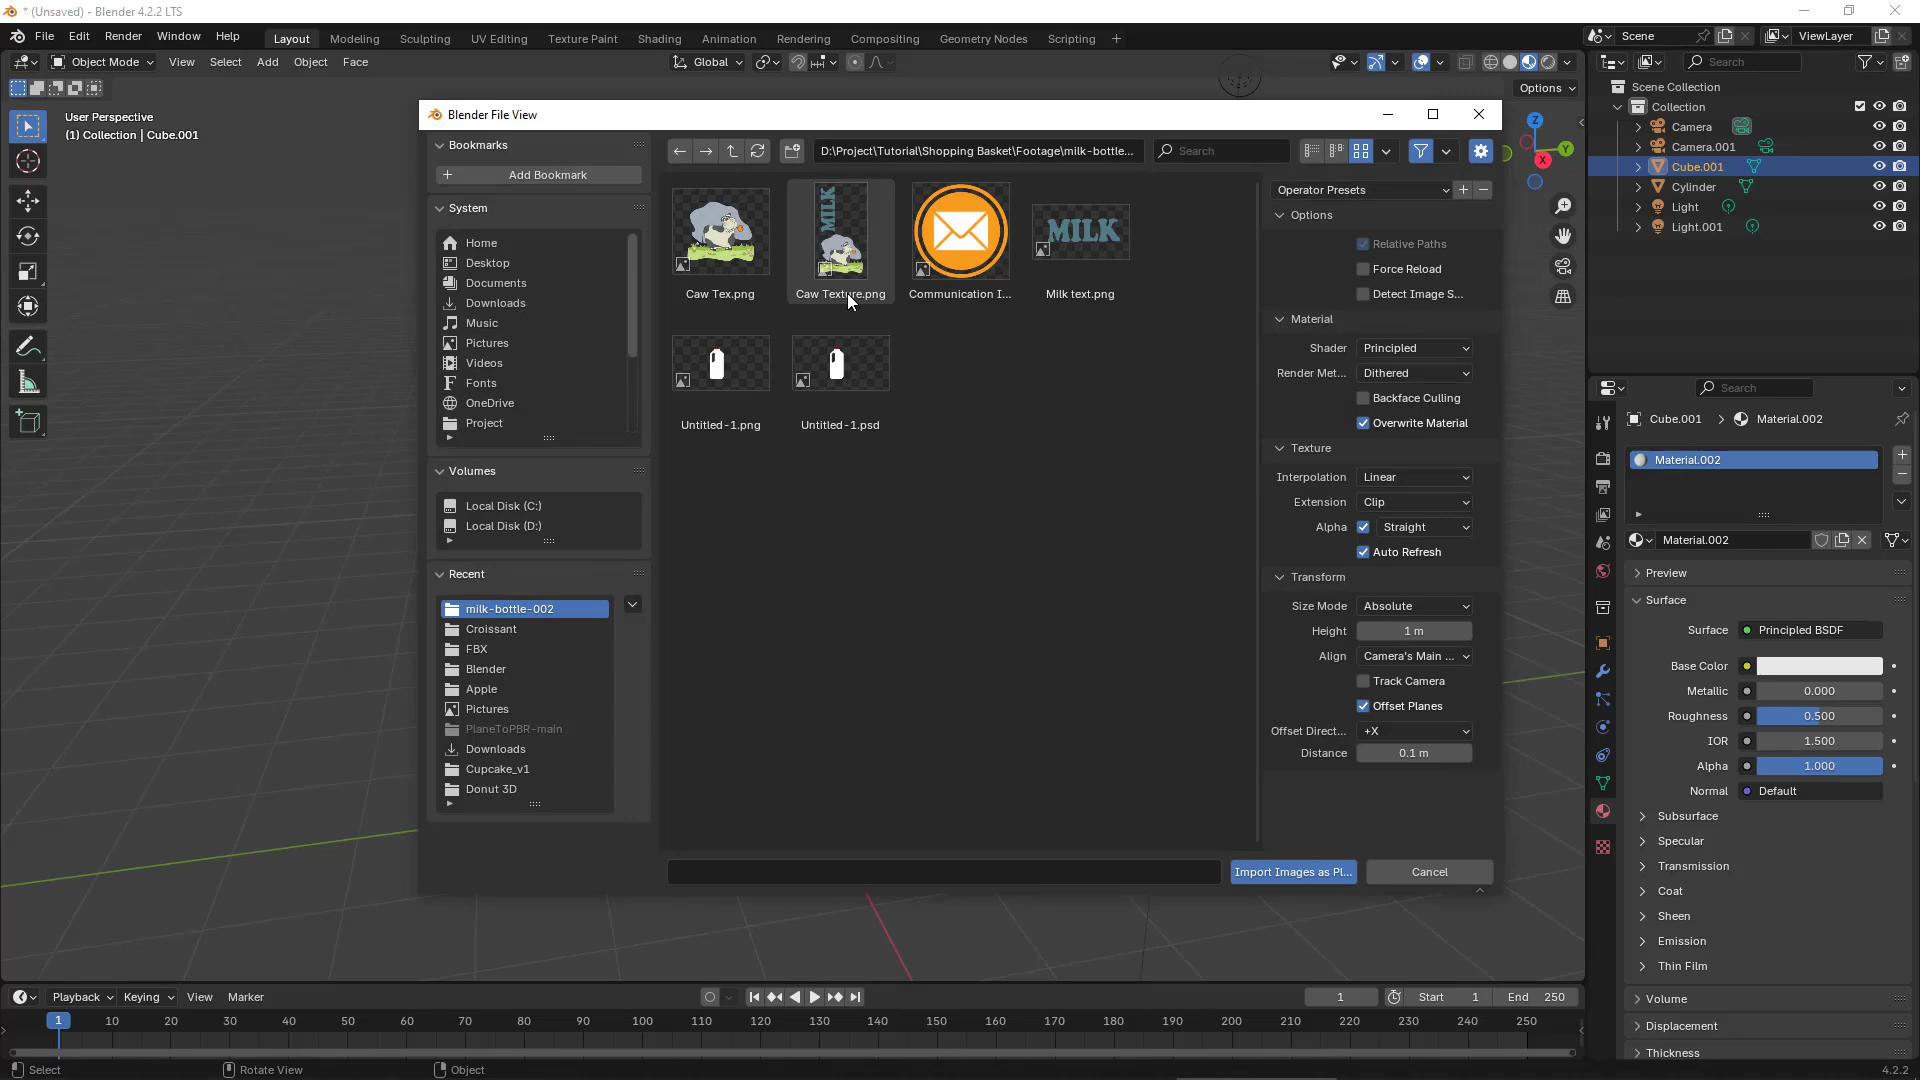 * (Unsaved) - Blender 4.2.2 LTS
File Edit Render Window Help
Layout Modeling Sculpting UV Editing Texture Paint Shading Animation Rendering Compositing Geometry Nodes Scripting +
Scene
ViewLayer
Object Mode View Select Add Object Face
Global
Options
User Perspective
(1) Collection | Cube.001
Blender File View
Bookmarks
Add Bookmark
System
Home
Desktop
Documents
Downloads
Music
Pictures
Videos
Fonts
OneDrive
Project
Volumes
Local Disk (C:)
Local Disk (D:)
Recent
milk-bottle-002
Croissant
FBX
Blender
Apple
Pictures
PlaneToPBR-main
Downloads
Cupcake_v1
Donut 3D
D:\Project\Tutorial\Shopping Basket\Footage\milk-bottle...
Search
MILK
MILK
Caw Tex.png
Caw Texture.png
Communication I...
Milk text.png
Untitled-1.png
Untitled-1.psd
Operator Presets
Options
Relative Paths
Force Reload
Detect Image S...
Material
Shader Principled
Render Met... Dithered
Backface Culling
Overwrite Material
Texture
Interpolation Linear
Extension Clip
Alpha Straight
Auto Refresh
Transform
Size Mode Absolute
Height 1 m
Align Camera's Main ...
Track Camera
Offset Planes
Offset Direct... +X
Distance 0.1 m
Import Images as Pl...
Cancel
Z
Y
X
Search
Scene Collection
Collection
Camera
Camera.001
Cube.001
Cylinder
Light
Light.001
Search
Cube.001 > Material.002
Material.002
Material.002
Preview
Surface
Surface Principled BSDF
Base Color
Metallic 0.000
Roughness 0.500
IOR 1.500
Alpha 1.000
Normal Default
Subsurface
Specular
Transmission
Coat
Sheen
Emission
Thin Film
Volume
Displacement
Thickness
Playback Keying View Marker
1 Start 1 End 250
1 10 20 30 40 50 60 70 80 90 100 110 120 130 140 150 160 170 180 190 200 210 220 230 240 250
Select Rotate View Object
4.2.2